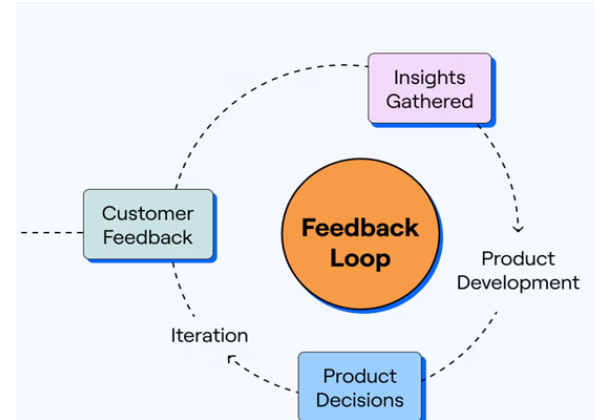 Insights
Gathered
Customer
Feedback
Feedback
Loop
Product
Development
Iteration
Product
Decisions